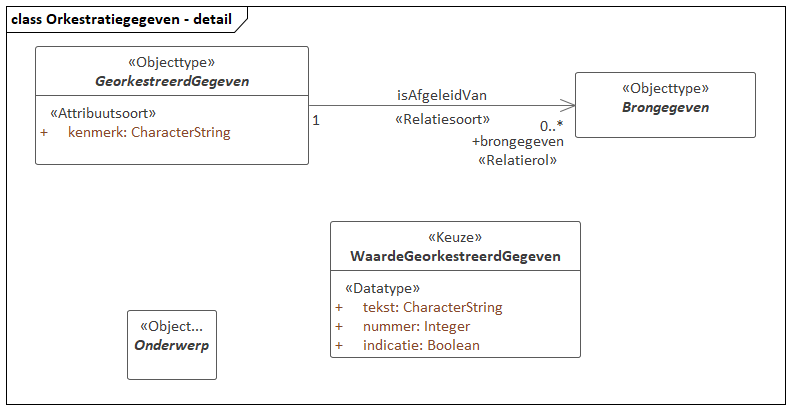 class Orkestratiegegeven - detail
«Objecttype»
GeorkestreerdGegeven
«Attribuutsoort»
+ kenmerk: CharacterString
isAfgeleidVan
1
«Relatiesoort»
0..*
+brongegeven
«Relatierol»
«Objecttype»
Brongegeven
«Keuze»
WaardeGeorkestreerdGegeven
«Datatype»
+ tekst: CharacterString
+ nummer: Integer
+ indicatie: Boolean
«Object...
Onderwerp